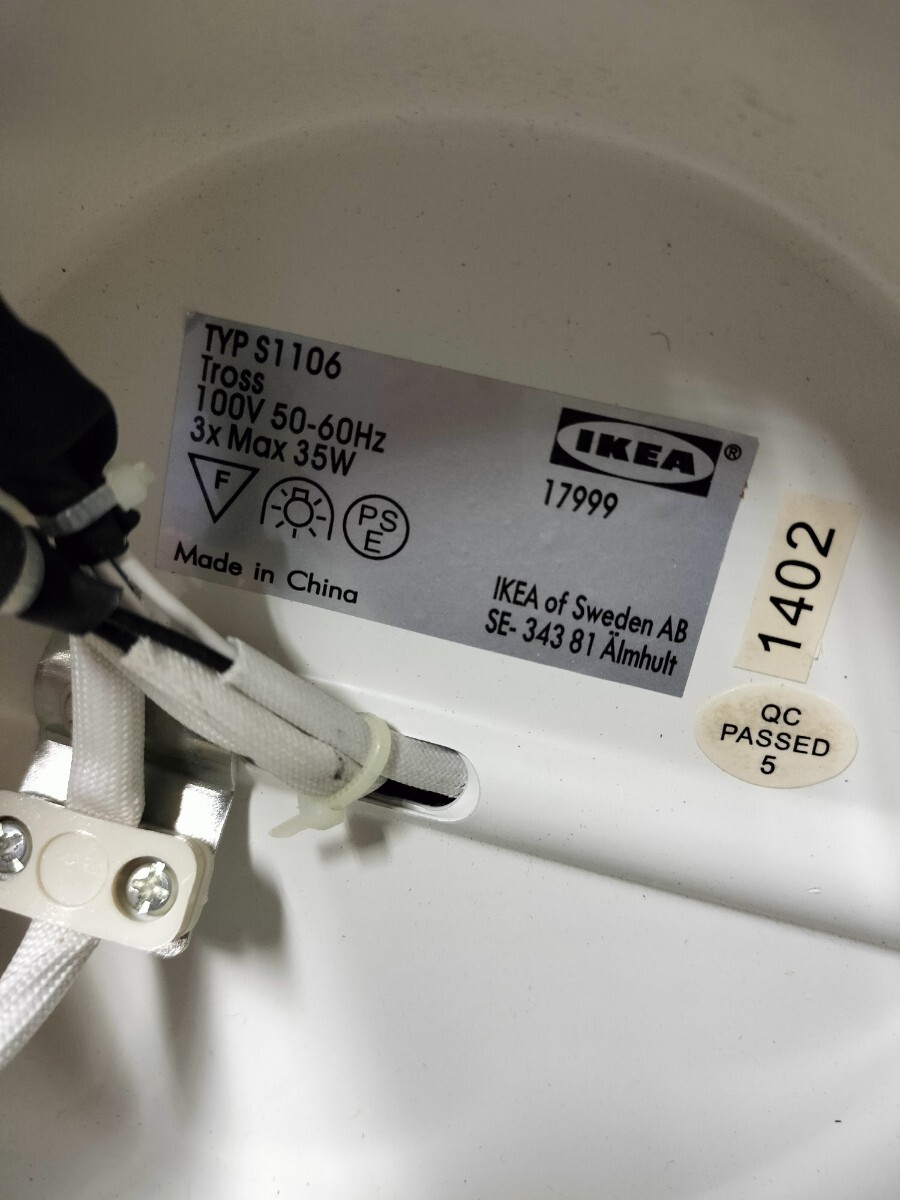 TYP S1106
Tross
100V 50-60Hz
3x Max 35W
F
PS
E
Made in China
IKEA®
17999
IKEA of Sweden AB
SE- 343 81 Älmhult
1402
QC
PASSED
5